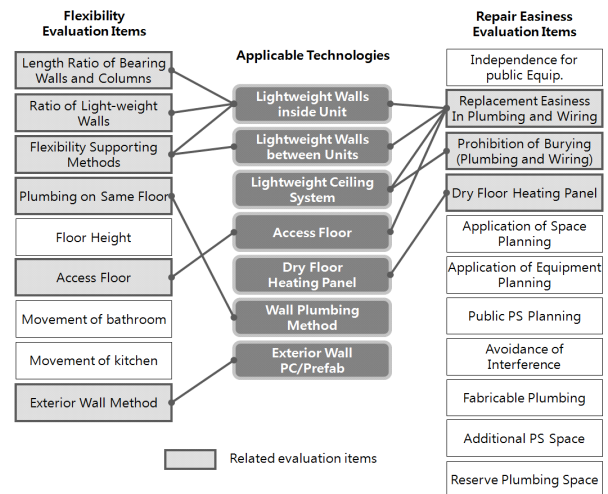 Flexibility
Evaluation Items
Length Ratio of Bearing
Walls and Columns
Ratio of Light-weight
Walls
Flexibility Supporting
Methods
Plumbing on Same Floor
Floor Height
Access Floor
Movement of bathroom
Movement of kitchen
Exterior Wall Method
Applicable Technologies
Lightweight Walls
inside Unit
Lightweight Walls
between Units
Lightweight Ceiling
System
Access Floor
Dry Floor
Heating Panel
Wall Plumbing
Method
Exterior Wall
PC/Prefab
Repair Easiness
Evaluation Items
Independence for
public Equip.
Replacement Easiness
In Plumbing and Wiring
Prohibition of Burying
(Plumbing and Wiring)
Dry Floor Heating Panel
Application of Space
Planning
Application of Equipment
Planning
Public PS Planning
Avoidance of
Interference
Fabricable Plumbing
Additional PS Space
Reserve Plumbing Space
Related evaluation items